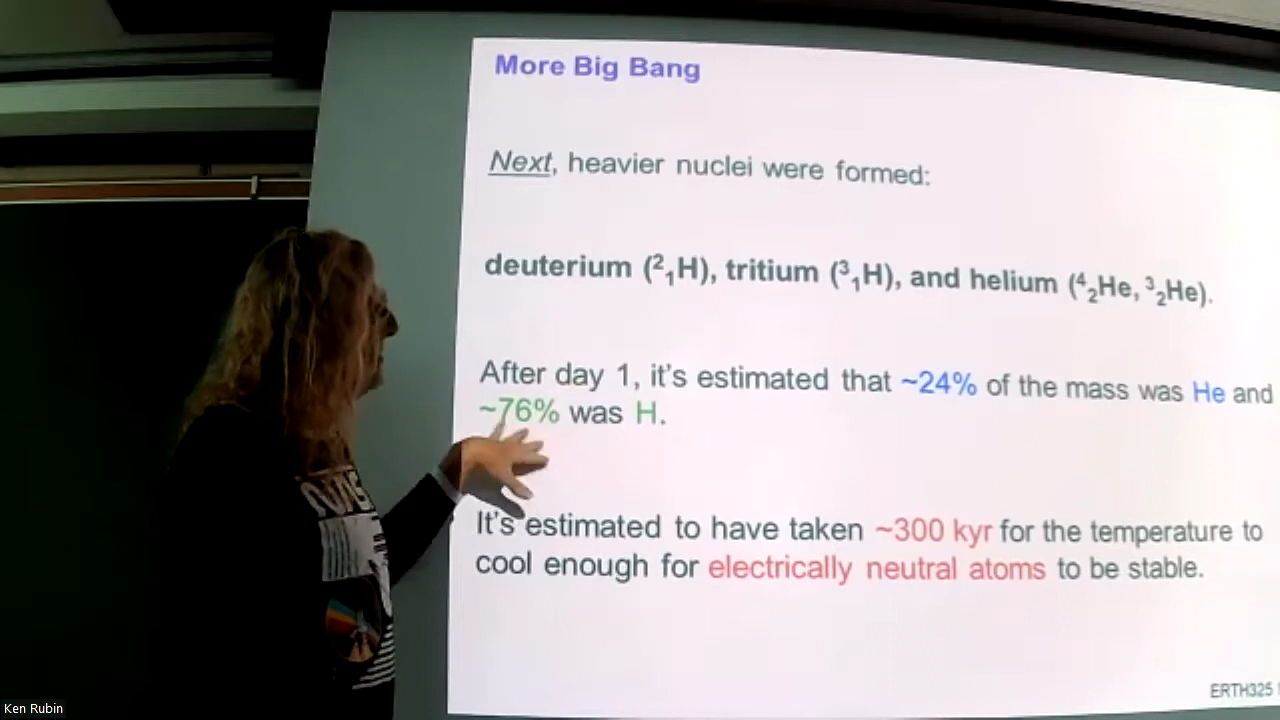 More Big Bang
Next, heavier nuclei were formed:
deuterium (²₁H), tritium (³₁H), and helium (⁴₂He, ³₂He).
After day 1, it's estimated that ~24% of the mass was He and
~76% was H.
It's estimated to have taken ~300 kyr for the temperature to
cool enough for electrically neutral atoms to be stable.
ERTH325
Ken Rubin